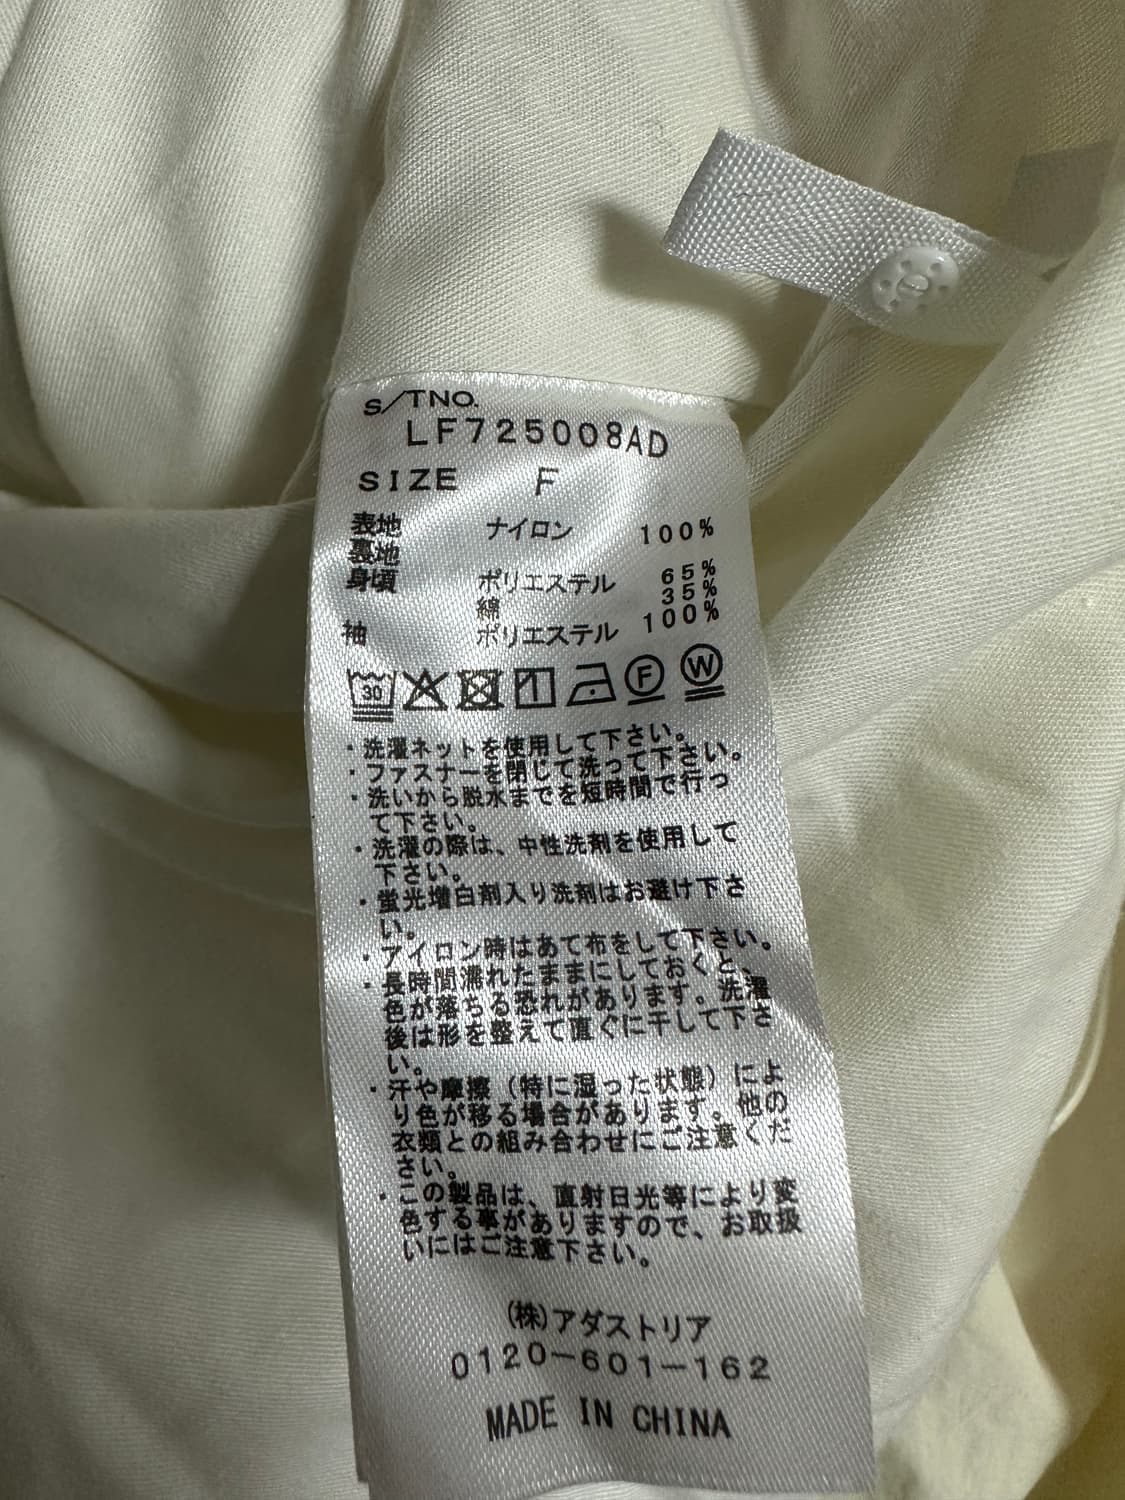 S/TNO.
LF725008AD
SIZE F
表地 ナイロン 100%
裏地
身頃 ポリエステル 65%
綿 35%
袖 ポリエステル 100%
30
F W
・洗濯ネットを使用して下さい。
・ファスナーを閉じて洗って下さい。
・洗いから脱水までを短時間で行っ
て下さい。
・洗濯の際は、中性洗剤を使用して
下さい。
・蛍光増白剤入り洗剤はお避け下さ
い。
・アイロン時はあて布をして下さい。
・長時間濡れたままにしておくと、
色が落ちる恐れがあります。洗濯
後は形を整えて直ぐに干して下さ
い。
・汗や摩擦（特に湿った状態）によ
り色が移る場合があります。他の
衣類との組み合わせにご注意くだ
さい。
・この製品は、直射日光等により変
色する事がありますので、お取扱
いにはご注意下さい。
(株)アダストリア
0120-601-162
MADE IN CHINA